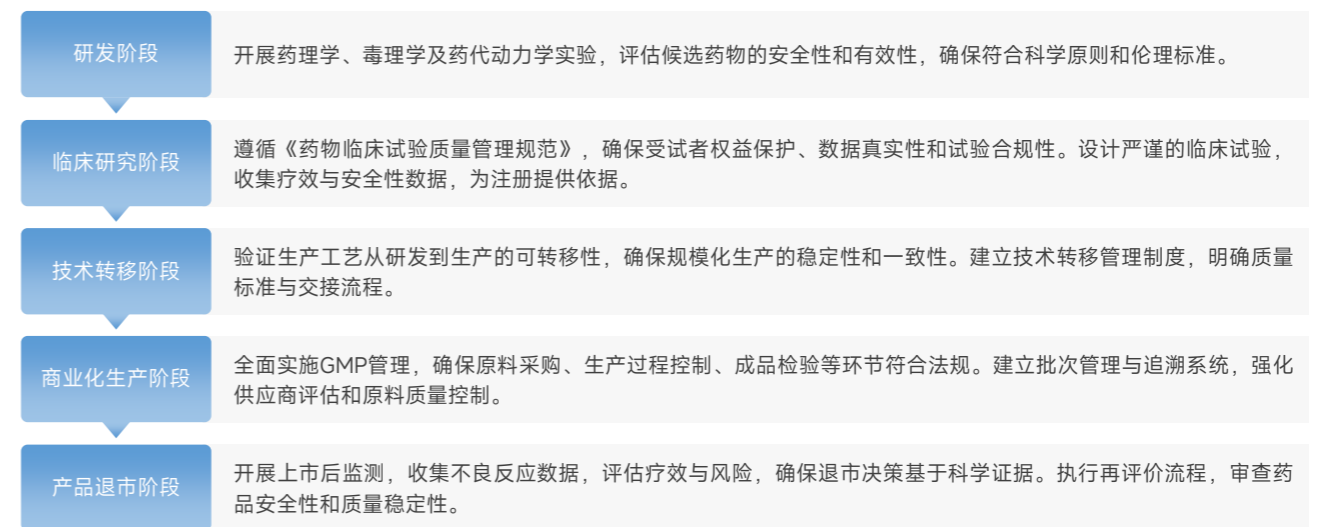 研发阶段
开展药理学、毒理学及药代动力学实验，评估候选药物的安全性和有效性，确保符合科学原则和伦理标准。
临床研究阶段
遵循《药物临床试验质量管理规范》，确保受试者权益保护、数据真实性和试验合规性。设计严谨的临床试验，
收集疗效与安全性数据，为注册提供依据。
技术转移阶段
验证生产工艺从研发到生产的可转移性，确保规模化生产的稳定性和一致性。建立技术转移管理制度，明确质量
标准与交接流程。
商业化生产阶段
全面实施GMP管理，确保原料采购、生产过程控制、成品检验等环节符合法规。建立批次管理与追溯系统，强化
供应商评估和原料质量控制。
产品退市阶段
开展上市后监测，收集不良反应数据，评估疗效与风险，确保退市决策基于科学证据。执行再评价流程，审查药
品安全性和质量稳定性。